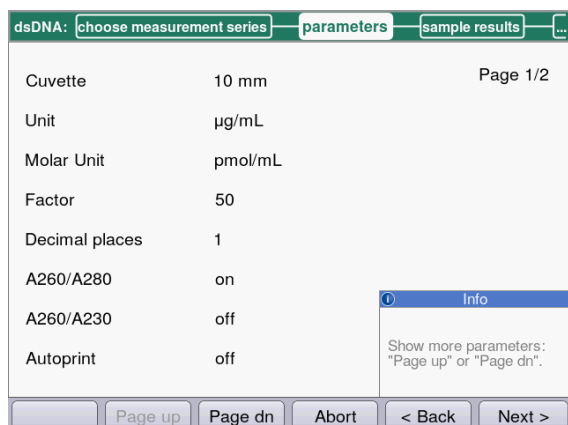 dsDNA: choose measurement series parameters sample results ...
Page 1/2
Cuvette 10 mm
Unit µg/mL
Molar Unit pmol/mL
Factor 50
Decimal places 1
A260/A280 on
A260/A230 off
Autoprint off
Info
Show more parameters:
"Page up" or "Page dn".
Page up Page dn Abort < Back Next >